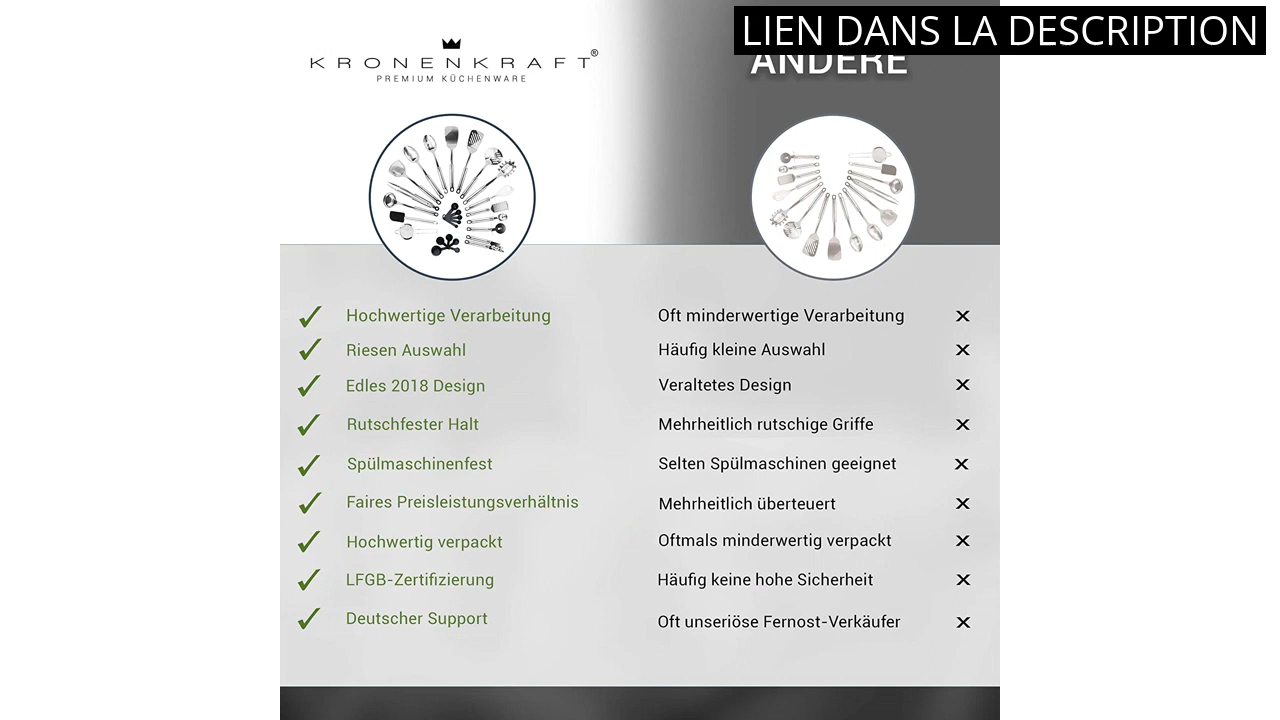 LIEN DANS LA DESCRIPTION
KRONENKRAFT®
PREMIUM KÜCHENWARE
ANDERE
Hochwertige Verarbeitung
Riesen Auswahl
Edles 2018 Design
Rutschfester Halt
Spülmaschinenfest
Faires Preisleistungsverhältnis
Hochwertig verpackt
LFGB-Zertifizierung
Deutscher Support
Oft minderwertige Verarbeitung
Häufig kleine Auswahl
Veraltetes Design
Mehrheitlich rutschige Griffe
Selten Spülmaschinen geeignet
Mehrheitlich überteuert
Oftmals minderwertig verpackt
Häufig keine hohe Sicherheit
Oft unseriöse Fernost-Verkäufer